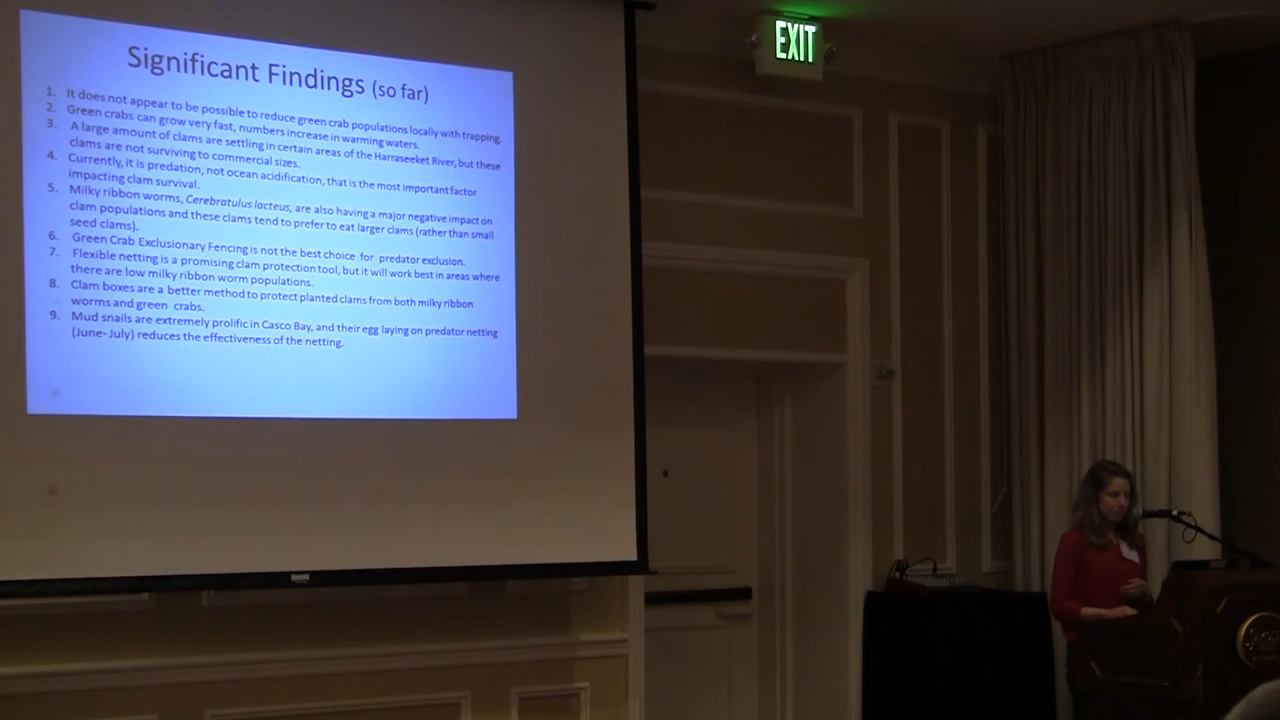 Significant Findings (so far)
1. It does not appear to be possible to reduce green crab populations locally with trapping.
2. Green crabs can grow very fast, numbers increase in warming waters.
3. A large amount of clams are settling in certain areas of the Harraseeket River, but these
clams are not surviving to commercial sizes.
4. Currently, it is predation, not ocean acidification, that is the most important factor
impacting clam survival.
5. Milky ribbon worms, Cerebratulus lacteus, are also having a major negative impact on
clam populations and these clams tend to prefer to eat larger clams (rather than small
seed clams).
6. Green Crab Exclusionary Fencing is not the best choice for predator exclusion.
7. Flexible netting is a promising clam protection tool, but it will work best in areas where
there are low milky ribbon worm populations.
8. Clam boxes are a better method to protect planted clams from both milky ribbon
worms and green crabs.
9. Mud snails are extremely prolific in Casco Bay, and their egg laying on predator netting
(June-July) reduces the effectiveness of the netting.
EXIT